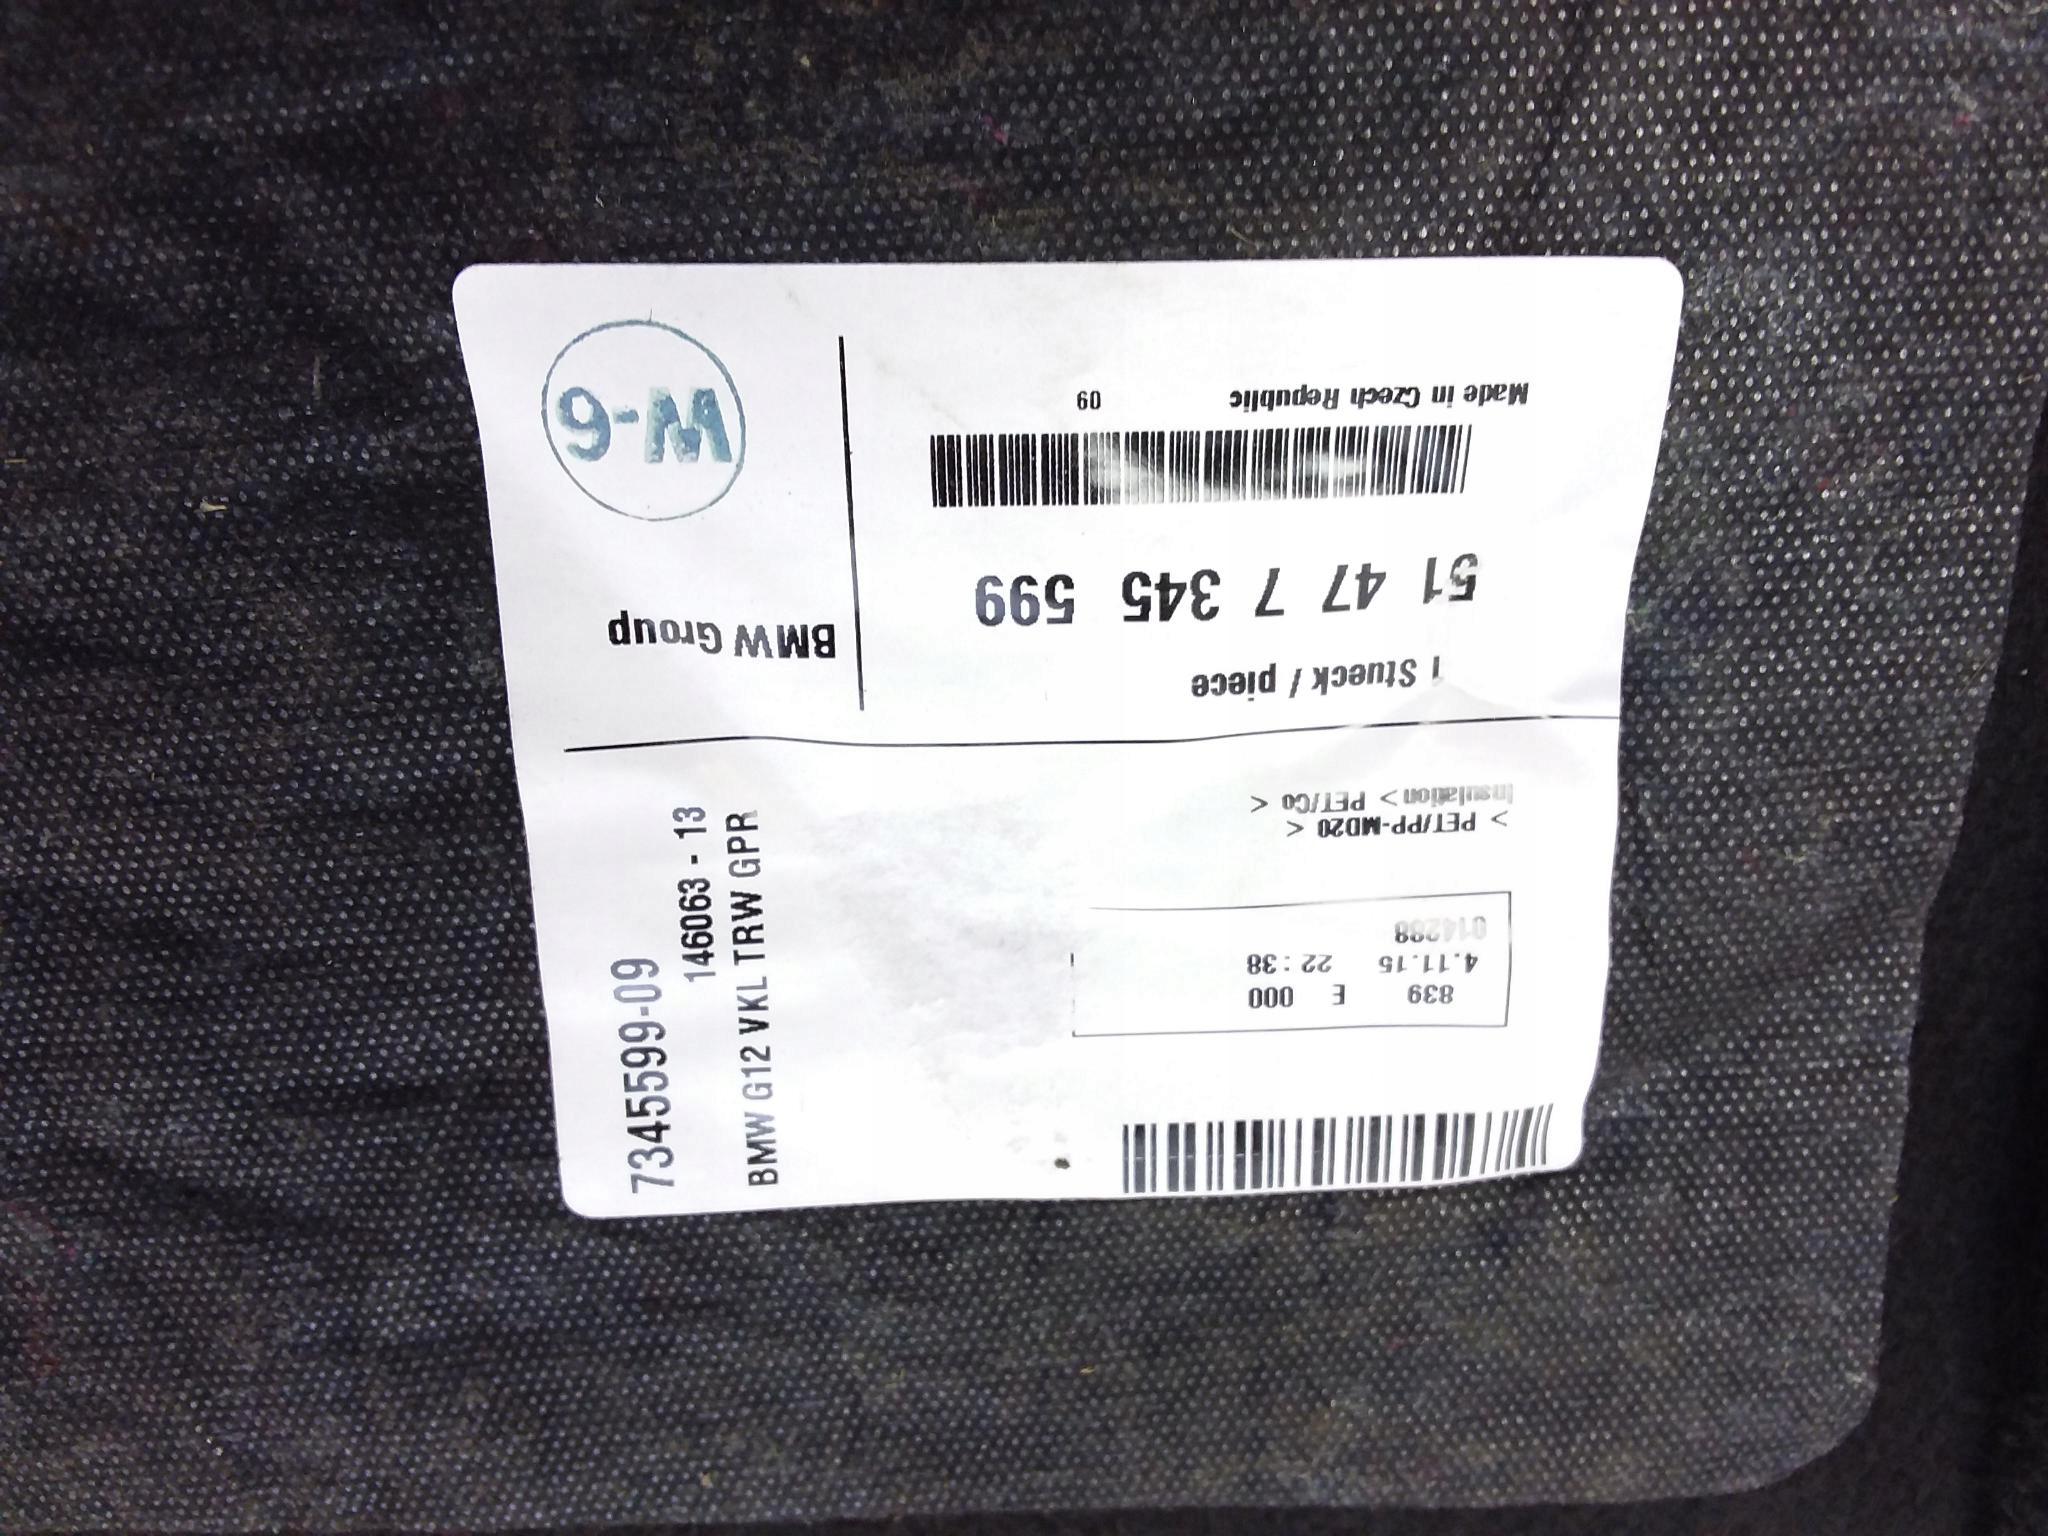 839 E 000
4.11.15 22:38
014288
> PET/PP-MD20 <
Insulation > PET/Co <
7345599-09
146063 - 13
BMW G12 VKL TRW GPR
1 Stueck / piece
51 47 7 345 599
Made in Czech Republic 09
BMW Group
W-6